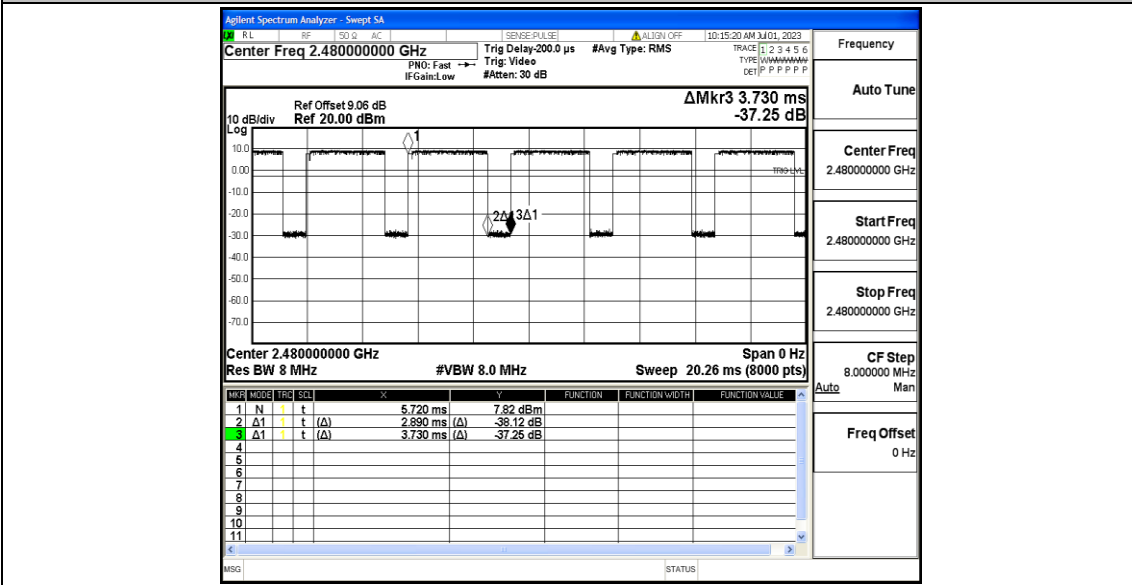 Agilent Spectrum Analyzer - Swept SA
RL RF 50 Ω AC SENSE:PULSE ALIGN OFF 10:15:20 AM Jul 01, 2023
Center Freq 2.480000000 GHz
PNO: Fast
IFGain:Low
Trig Delay-200.0 µs
Trig: Video
#Atten: 30 dB
#Avg Type: RMS
TRACE 1 2 3 4 5 6
TYPE
DET P P P P P P
Ref Offset 9.06 dB
10 dB/div Ref 20.00 dBm
ΔMkr3 3.730 ms
-37.25 dB
Log
10.0
0.00
-10.0
-20.0
-30.0
-40.0
-50.0
-60.0
-70.0
1
2Δ1
3Δ1
TRIG LVL
Center 2.480000000 GHz Span 0 Hz
Res BW 8 MHz #VBW 8.0 MHz Sweep 20.26 ms (8000 pts)
MKR MODE TRC SCL X Y FUNCTION FUNCTION WIDTH FUNCTION VALUE
1 N 1 t 5.720 ms 7.82 dBm
2 Δ1 1 t (Δ) 2.890 ms (Δ) -38.12 dB
3 Δ1 1 t (Δ) 3.730 ms (Δ) -37.25 dB
4
5
6
7
8
9
10
11
MSG STATUS
Frequency
Auto Tune
Center Freq
2.480000000 GHz
Start Freq
2.480000000 GHz
Stop Freq
2.480000000 GHz
CF Step
8.000000 MHz
Auto Man
Freq Offset
0 Hz